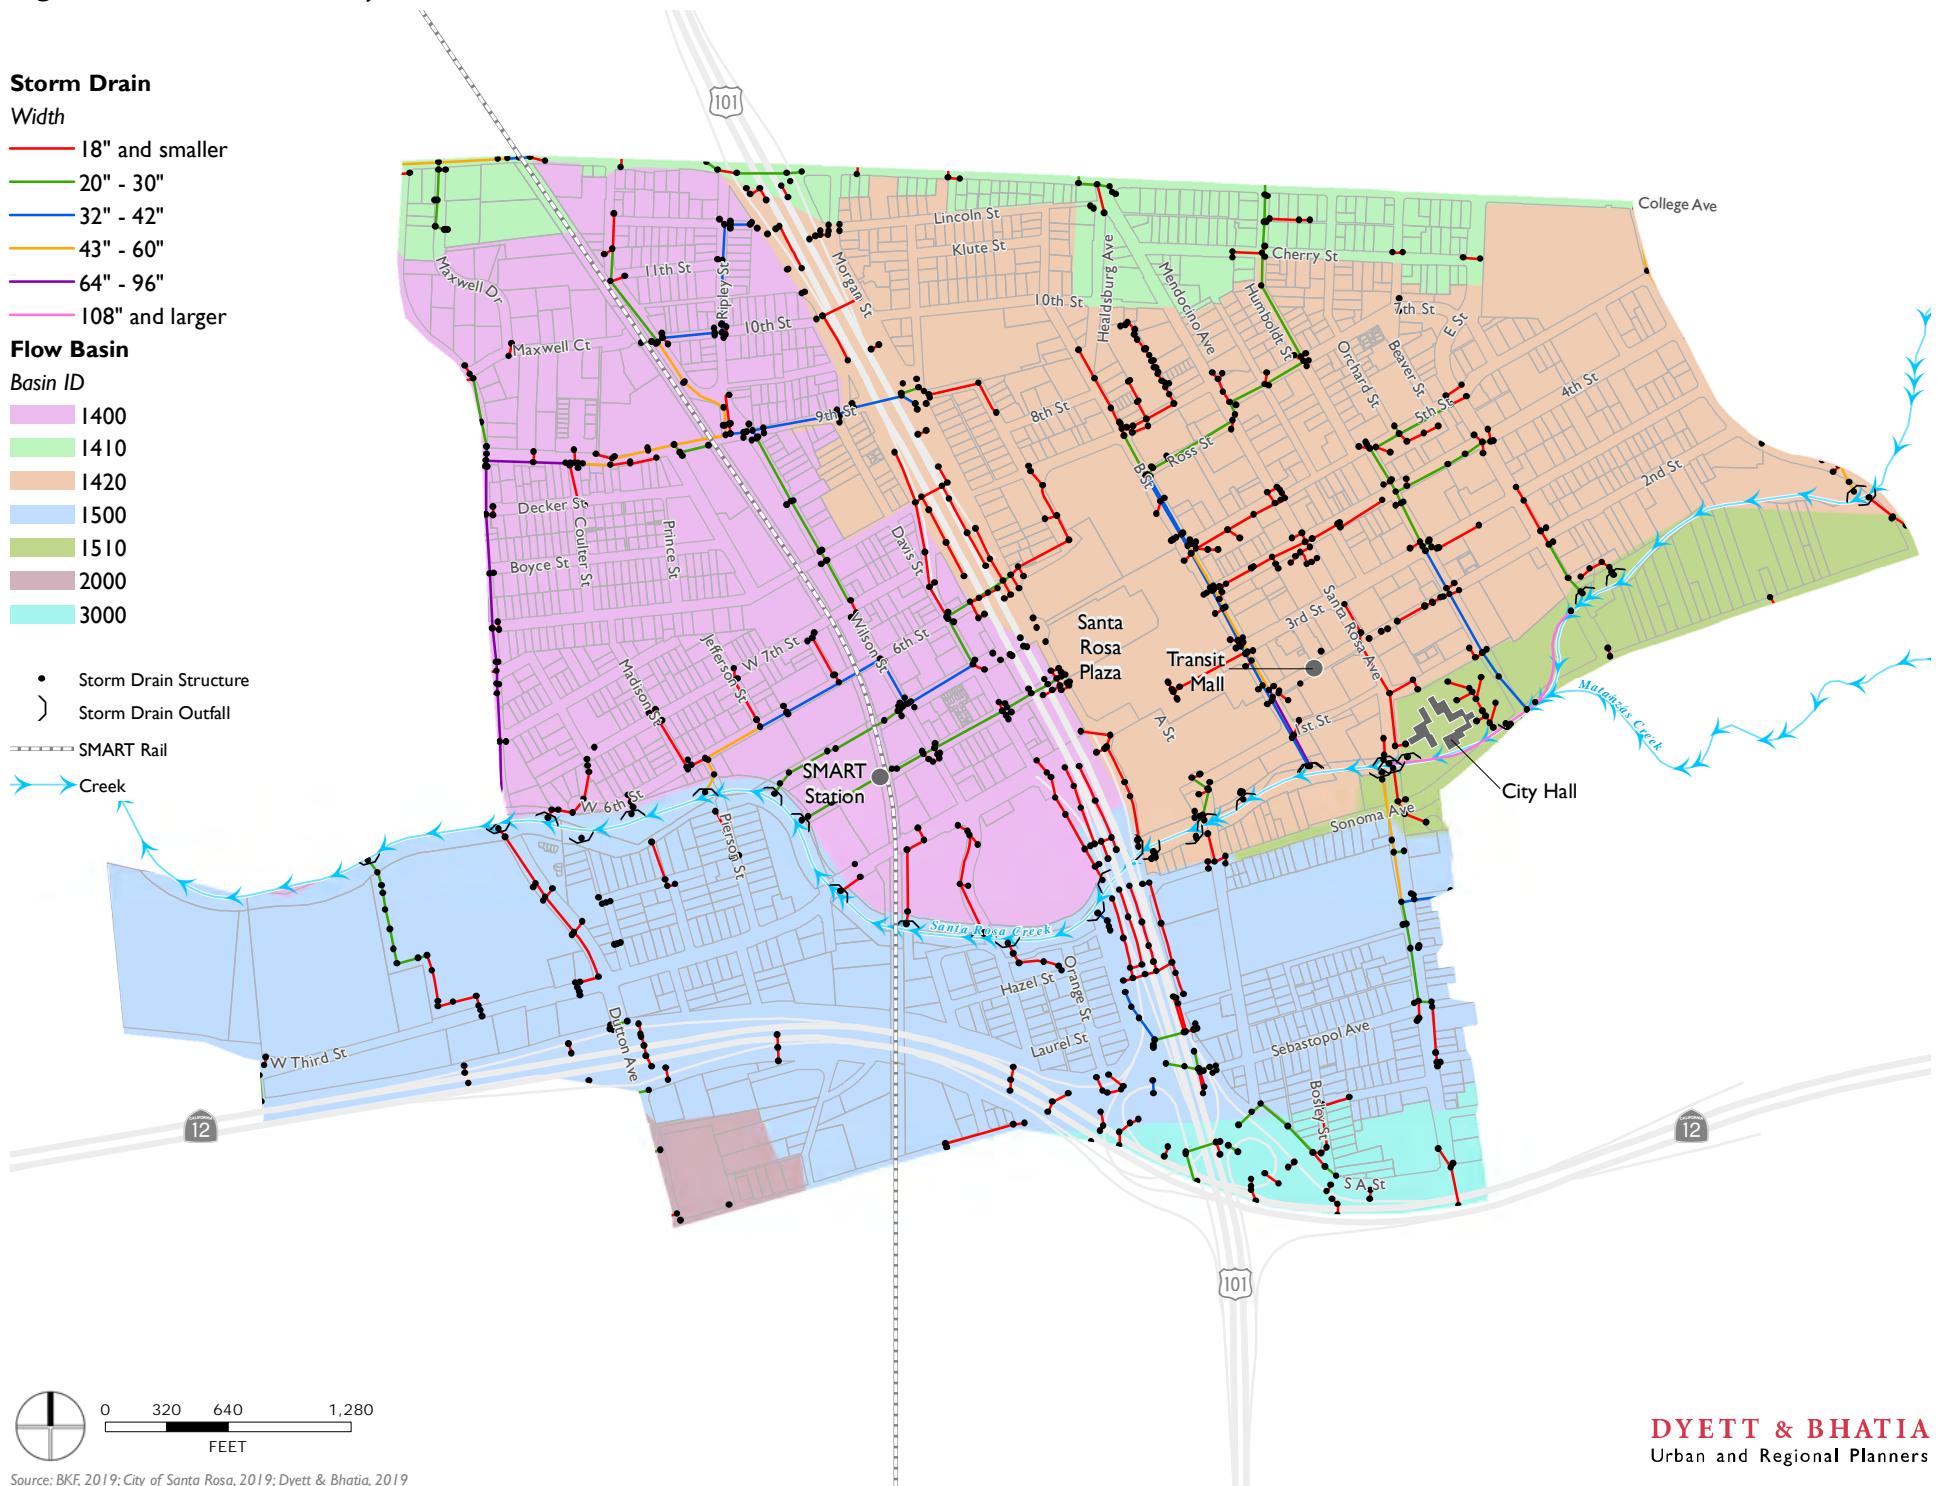 Storm Drain
Width
18" and smaller
20" - 30"
32" - 42"
43" - 60"
64" - 96"
108" and larger
Flow Basin
Basin ID
1400
1410
1420
1500
1510
2000
3000
Storm Drain Structure
Storm Drain Outfall
SMART Rail
Creek
101
College Ave
Lincoln St
Klute St
Cherry St
Maxwell Dr
11th St
Ripley St
Morgan St
10th St
10th St
Healdsburg Ave
Mendocino Ave
Humboldt St
7th St
E St
Maxwell Ct
Orchard St
Beaver St
4th St
9th St
8th St
5th St
Ross St
B St
2nd St
Decker St
Coulter St
Prince St
Boyce St
Davis St
Wilson St
6th St
Santa
Rosa
Plaza
3rd St
Santa Rosa Ave
Transit
Mall
W 7th St
Jefferson St
Madison St
A St
1st St
Matanzas Creek
SMART
Station
City Hall
W 6th St
Pierson St
Sonoma Ave
Santa Rosa Creek
Hazel St
Orange St
Laurel St
Sebastopol Ave
Dutton Ave
W Third St
Bosley St
S A St
CALIFORNIA
12
CALIFORNIA
12
101
0 320 640 1,280
FEET
Source: BKF, 2019; City of Santa Rosa, 2019; Dyett & Bhatia, 2019
DYETT & BHATIA
Urban and Regional Planners